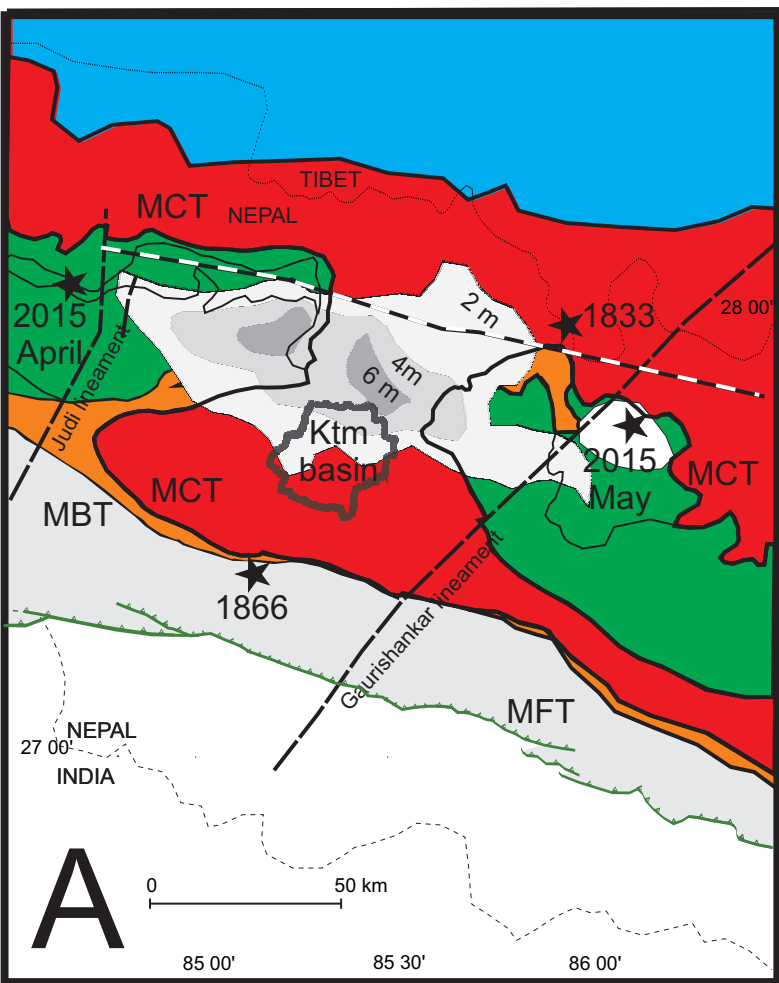 TIBET
MCT
NEPAL
2 m
28 00'
1833
2015
April
4m
6 m
Judi lineament
Ktm
basin
2015
May
MCT
MCT
MBT
1866
Gaurishankar lineament
MFT
27 00'
NEPAL
INDIA
A
0
50 km
85 00'
85 30'
86 00'